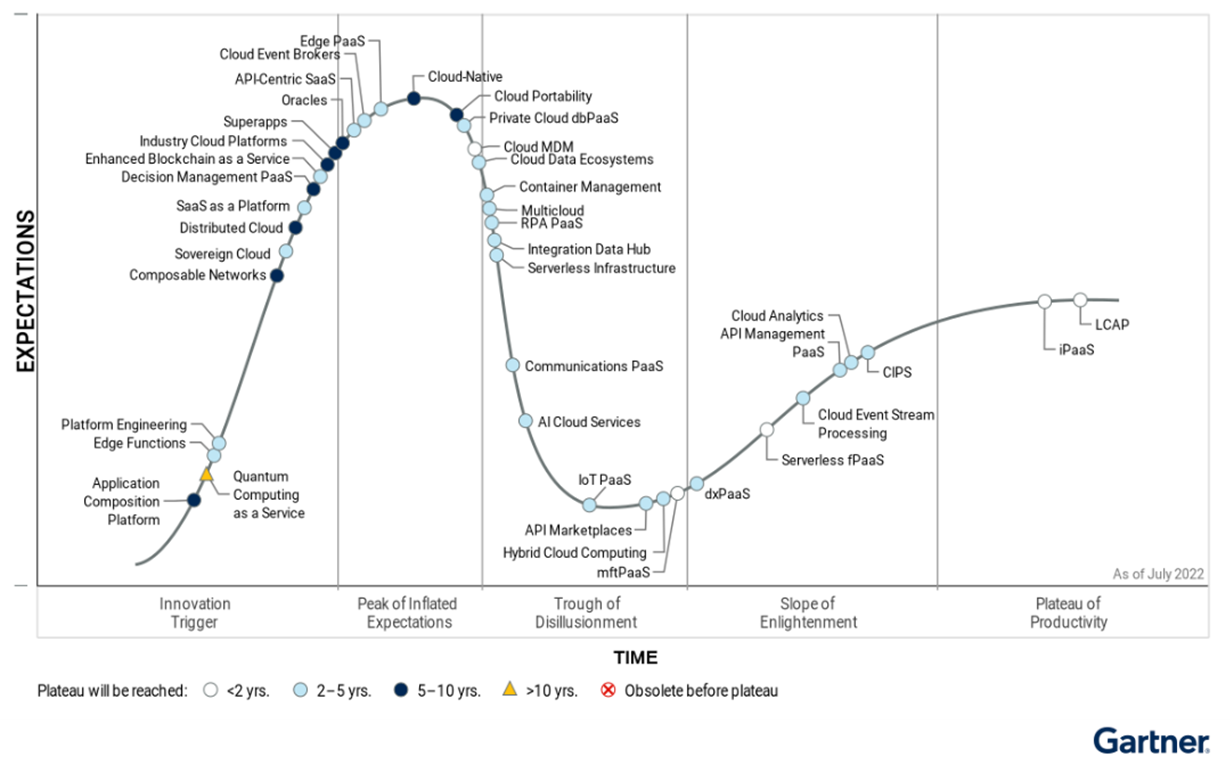 EXPECTATIONS
Edge PaaS
Cloud Event Brokers
API-Centric SaaS
Oracles
Superapps
Industry Cloud Platforms
Enhanced Blockchain as a Service
Decision Management PaaS
SaaS as a Platform
Distributed Cloud
Sovereign Cloud
Composable Networks
Platform Engineering
Edge Functions
Application
Composition
Platform
Quantum
Computing
as a Service
Cloud-Native
Cloud Portability
Private Cloud dbPaaS
Cloud MDM
Cloud Data Ecosystems
Container Management
Multicloud
RPA PaaS
Integration Data Hub
Serverless Infrastructure
Communications PaaS
AI Cloud Services
IoT PaaS
API Marketplaces
Hybrid Cloud Computing
mftPaaS
dxPaaS
Cloud Analytics
API Management
PaaS
CIPS
Cloud Event Stream
Processing
Serverless fPaaS
LCAP
iPaaS
As of July 2022
Innovation
Trigger
Peak of Inflated
Expectations
Trough of
Disillusionment
Slope of
Enlightenment
Plateau of
Productivity
TIME
Plateau will be reached: <2 yrs. 2–5 yrs. 5–10 yrs. >10 yrs. Obsolete before plateau
Gartner